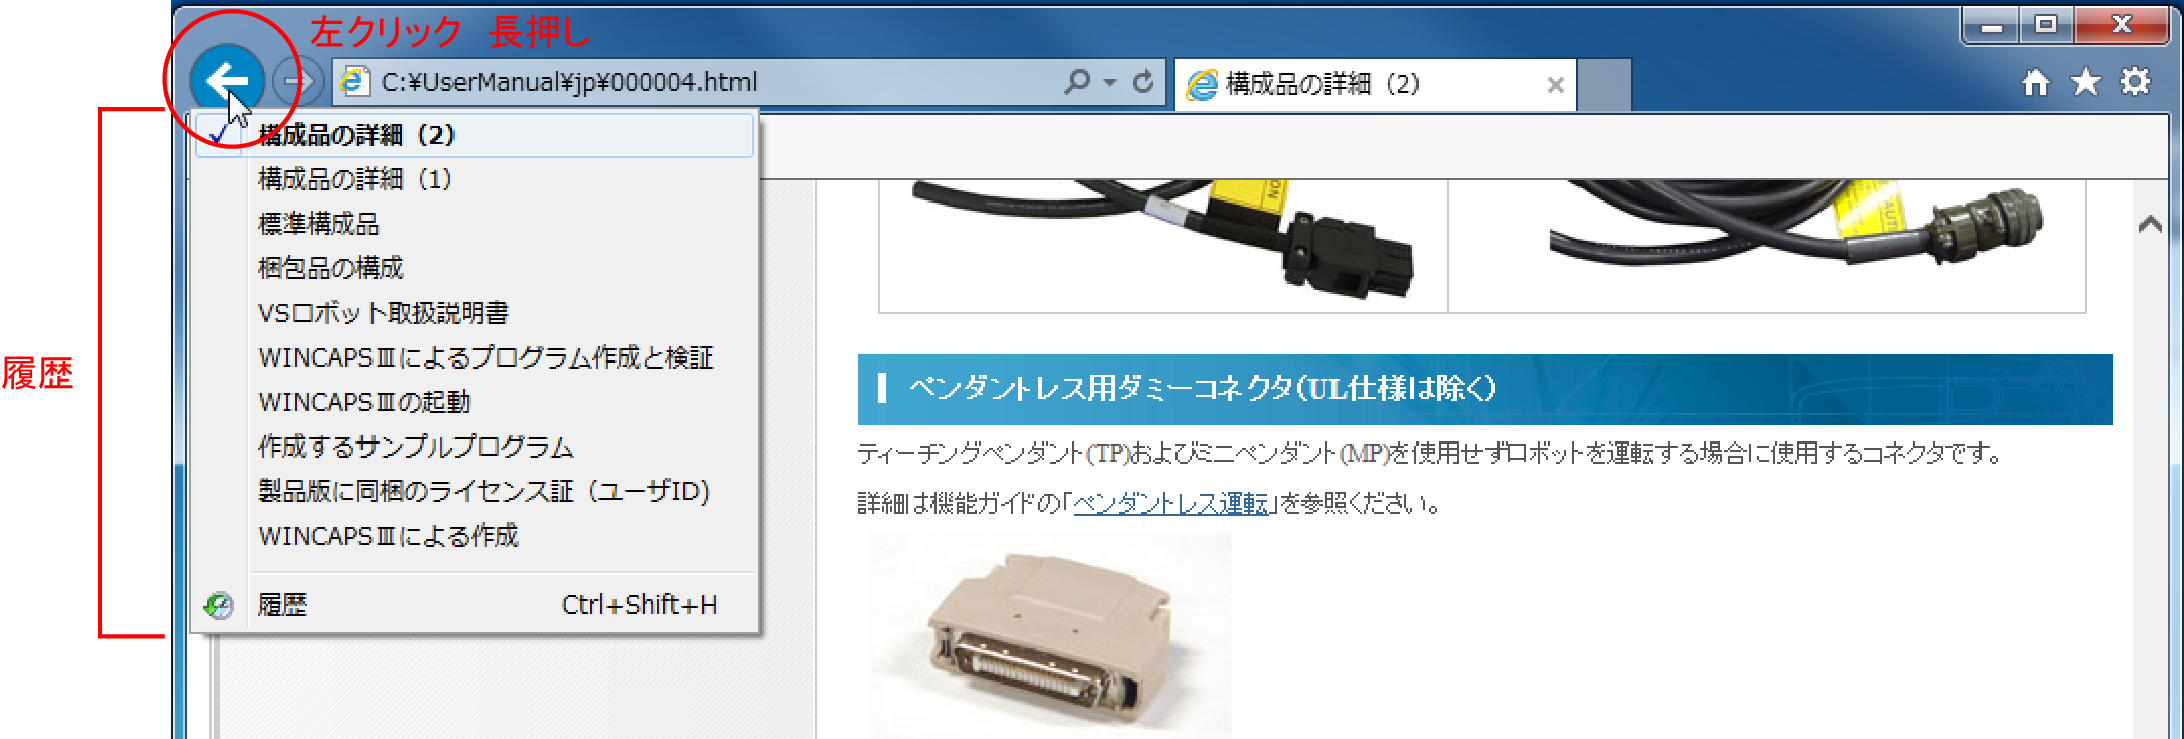 左クリック 長押し
C:¥UserManual¥jp¥000004.html
構成品の詳細（2）
構成品の詳細（2）
構成品の詳細（1）
標準構成品
梱包品の構成
VSロボット取扱説明書
WINCAPSⅢによるプログラム作成と検証
履歴
WINCAPSⅢの起動
作成するサンプルプログラム
製品版に同梱のライセンス証（ユーザID)
WINCAPSⅢによる作成
履歴 Ctrl+Shift+H
ペンダントレス用ダミーコネクタ(UL仕様は除く)
ティーチングペンダント(TP)およびミニペンダント(MP)を使用せずロボットを運転する場合に使用するコネクタです。
詳細は機能ガイドの「ペンダントレス運転」を参照ください。